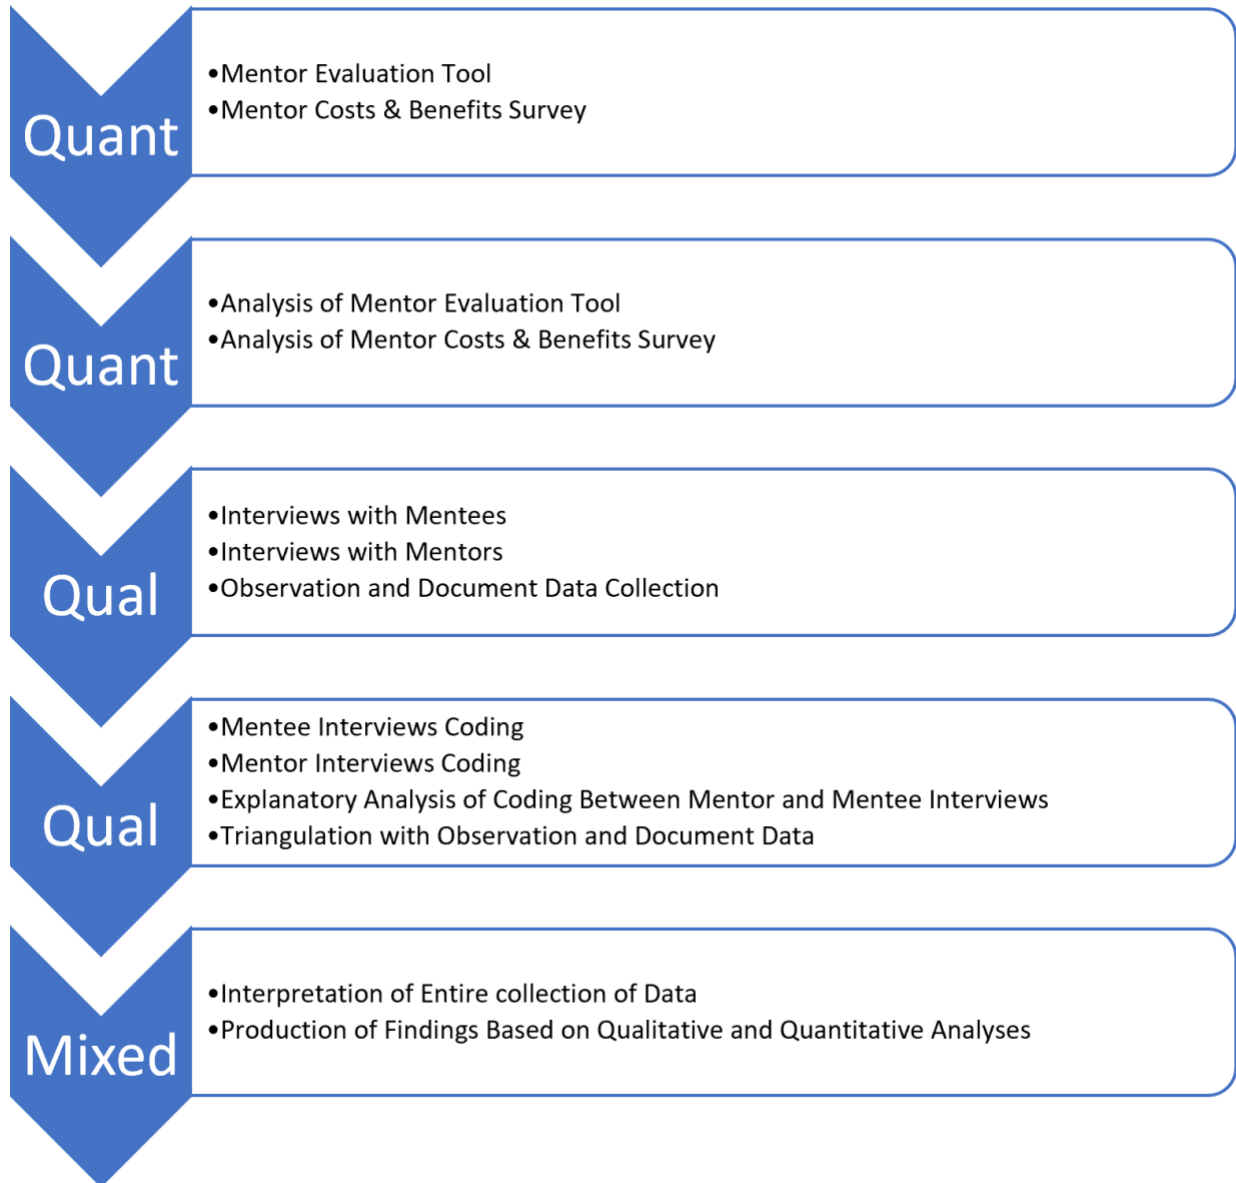 Quant
•Mentor Evaluation Tool
•Mentor Costs & Benefits Survey
Quant
•Analysis of Mentor Evaluation Tool
•Analysis of Mentor Costs & Benefits Survey
Qual
•Interviews with Mentees
•Interviews with Mentors
•Observation and Document Data Collection
Qual
•Mentee Interviews Coding
•Mentor Interviews Coding
•Explanatory Analysis of Coding Between Mentor and Mentee Interviews
•Triangulation with Observation and Document Data
Mixed
•Interpretation of Entire collection of Data
•Production of Findings Based on Qualitative and Quantitative Analyses